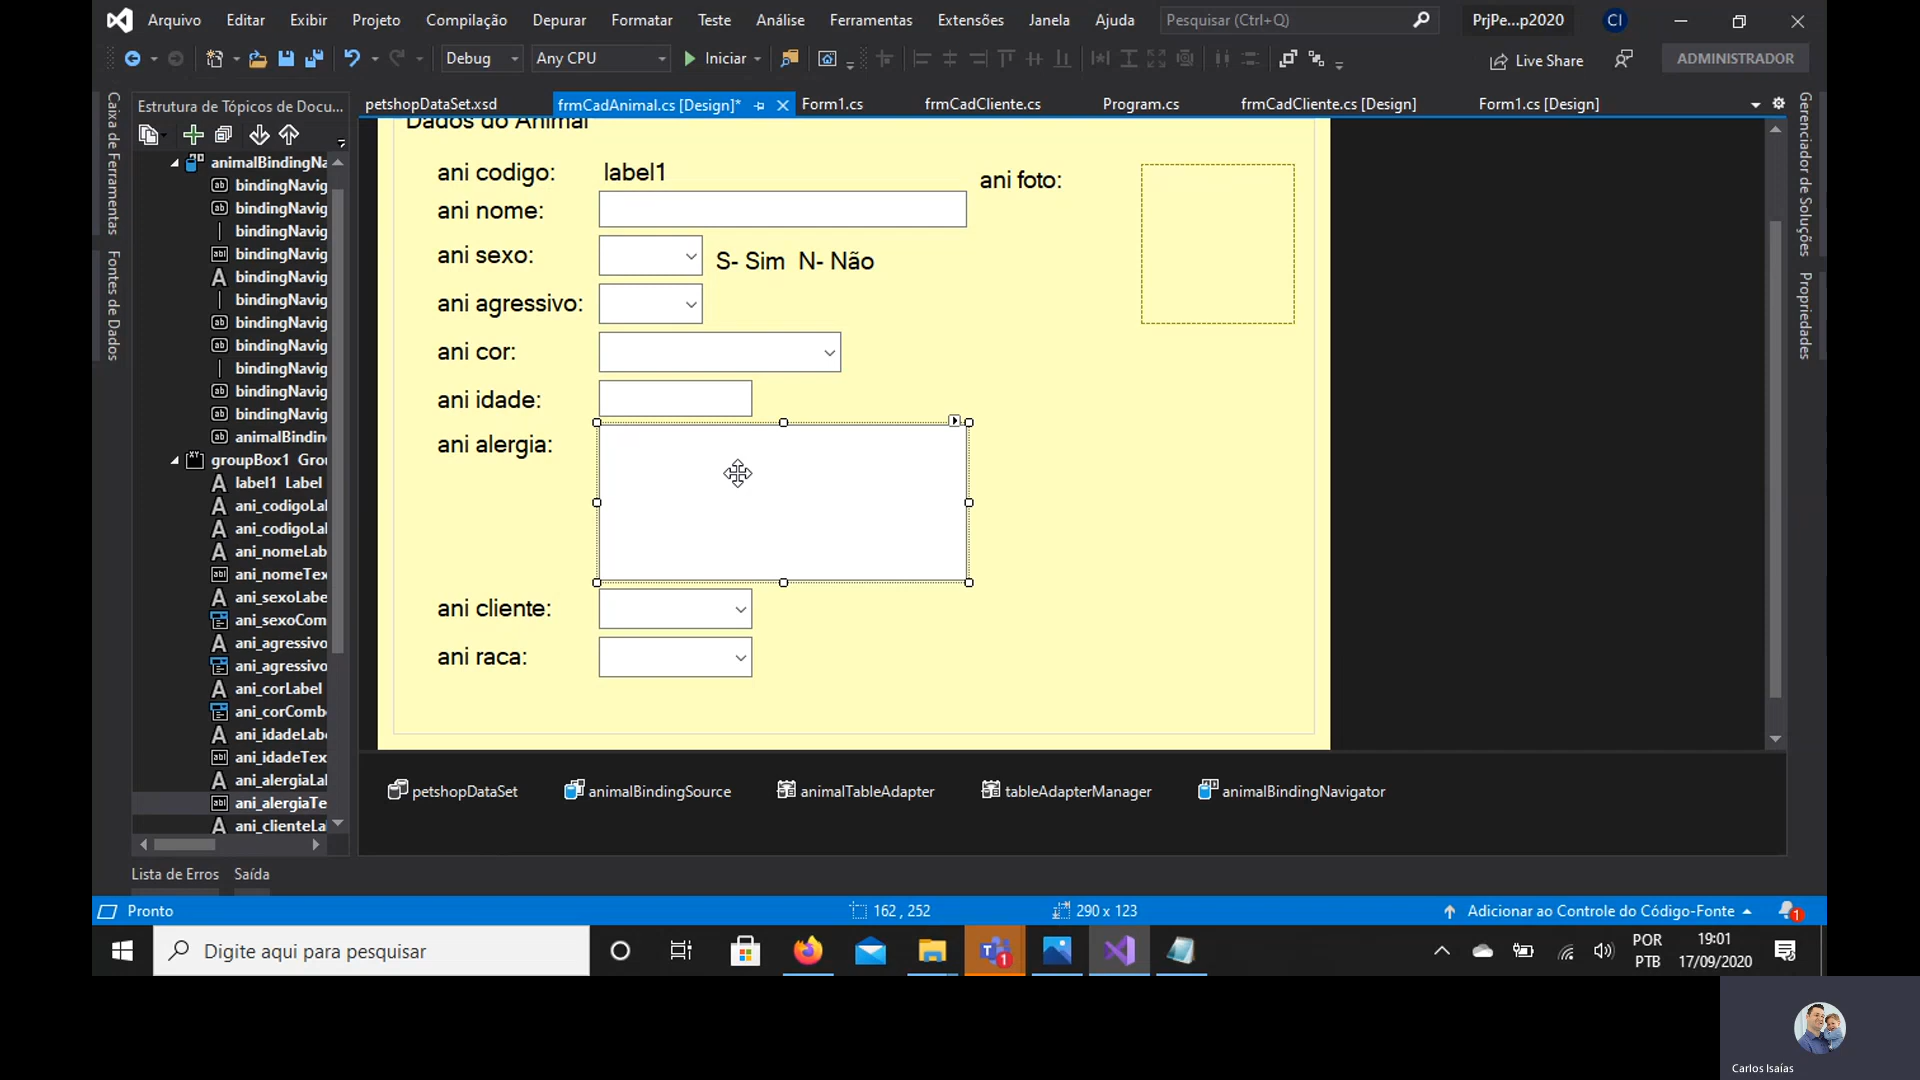 Arquivo Editar Exibir Projeto Compilação Depurar Formatar Teste Análise Ferramentas Extensões Janela Ajuda Pesquisar (Ctrl+Q) PrjPe...p2020 CI
Debug Any CPU Iniciar Live Share ADMINISTRADOR
Caixa de Ferramentas
Fontes de Dados
Estrutura de Tópicos de Docu...
petshopDataSet.xsd frmCadAnimal.cs [Design]* Form1.cs frmCadCliente.cs Program.cs frmCadCliente.cs [Design] Form1.cs [Design]
Gerenciador de Soluções
Propriedades
animalBindingNa
bindingNavig
bindingNavig
bindingNavig
bindingNavig
bindingNavig
bindingNavig
bindingNavig
bindingNavig
bindingNavig
bindingNavig
bindingNavig
animalBindin
groupBox1 Grou
label1 Label
ani_codigoLal
ani_codigoLal
ani_nomeLab
ani_nomeTex
ani_sexoLabe
ani_sexoCom
ani_agressivo
ani_agressivo
ani_corLabel
ani_corComb
ani_idadeLab
ani_idadeTex
ani_alergiaLal
ani_alergiaTe
ani_clienteLa
Dados do Animal
ani codigo: label1
ani foto:
ani nome:
ani sexo: S- Sim N- Não
ani agressivo:
ani cor:
ani idade:
ani alergia:
ani cliente:
ani raca:
petshopDataSet animalBindingSource animalTableAdapter tableAdapterManager animalBindingNavigator
Lista de Erros Saída
Pronto 162 , 252 290 x 123 Adicionar ao Controle do Código-Fonte 1
Digite aqui para pesquisar
1
POR
PTB
19:01
17/09/2020
Carlos Isaías